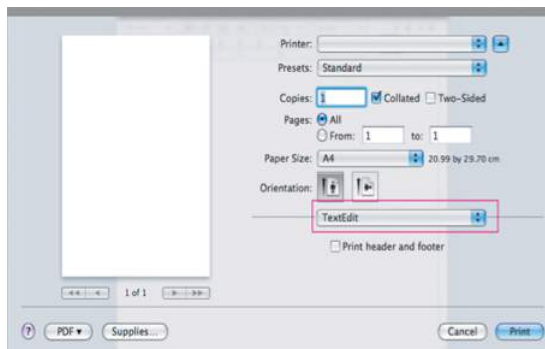 Printer:
Presets: Standard
Copies: 1 Collated Two-Sided
Pages: All
From: 1 to: 1
Paper Size: A4 20.99 by 29.70 cm
Orientation:
TextEdit
Print header and footer
1 of 1
? PDF Supplies... Cancel Print